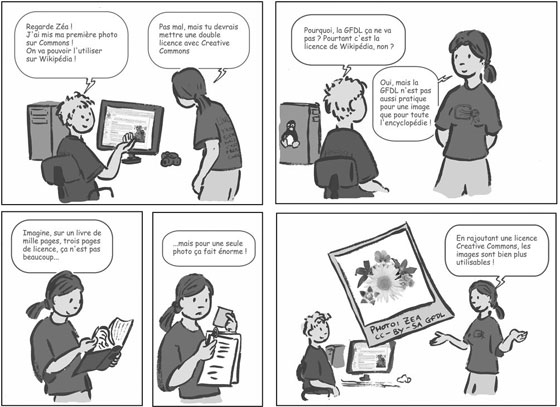 Regarde Zéa !
J'ai mis ma première photo
sur Commons !
On va pouvoir l'utiliser
sur Wikipédia !
Pas mal, mais tu devrais
mettre une double
licence avec Creative
Commons
Pourquoi, la GFDL ça ne va
pas ? Pourtant c'est la
licence de Wikipédia, non ?
Oui, mais la
GFDL n'est pas
aussi pratique
pour une image
que pour toute
l'encyclopédie !
Imagine, sur un livre de
mille pages, trois pages
de licence, ça n'est pas
beaucoup...
...mais pour une seule
photo ça fait énorme !
En rajoutant une licence
Creative Commons, les
images sont bien plus
utilisables !
PHOTO: ZEA
CC-BY-SA GFDL